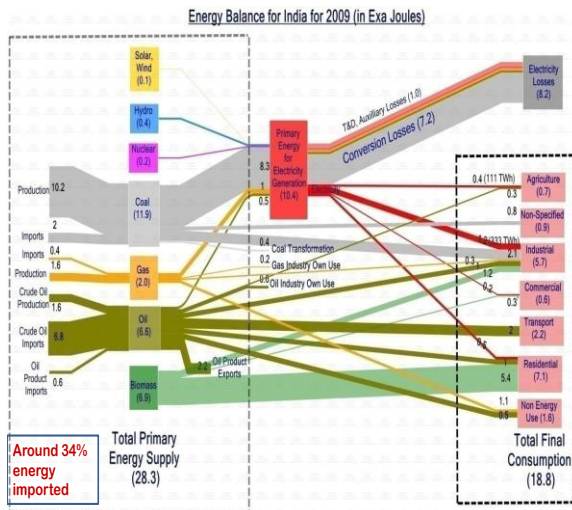 Energy Balance for India for 2009 (in Exa Joules)
Solar,
Wind
(0.1)
Hydro
(0.4)
Nuclear
(0.2)
Production
10.2
2
Imports
Coal
(11.9)
Imports
0.4
Production
1.6
Gas
(2.0)
Crude Oil
Production
1.6
Crude Oil
Imports
6.8
Oil
(6.6)
Oil
Product
Imports
0.6
Biomass
(6.9)
Total Primary
Energy Supply
(28.3)
Around 34%
energy
imported
8.3
1
0.5
Primary
Energy
for
Electricity
Generation
(10.4)
Electricity
T&D, Auxilliary Losses (1.0)
Conversion Losses (7.2)
Electricity
Losses
(8.2)
0.4
Coal Transformation
0.2
Gas Industry Own Use
Oil Industry Own Use
2.2
Oil Product
Exports
0.4 (111 TWh)
0.3
0.8
(333 TWh)
2.1
0.3
1.2
0.2
0.3
2
5.4
1.1
0.5
Agriculture
(0.7)
Non-Specified
(0.9)
Industrial
(5.7)
Commercial
(0.6)
Transport
(2.2)
Residential
(7.1)
Non Energy
Use (1.6)
Total Final
Consumption
(18.8)